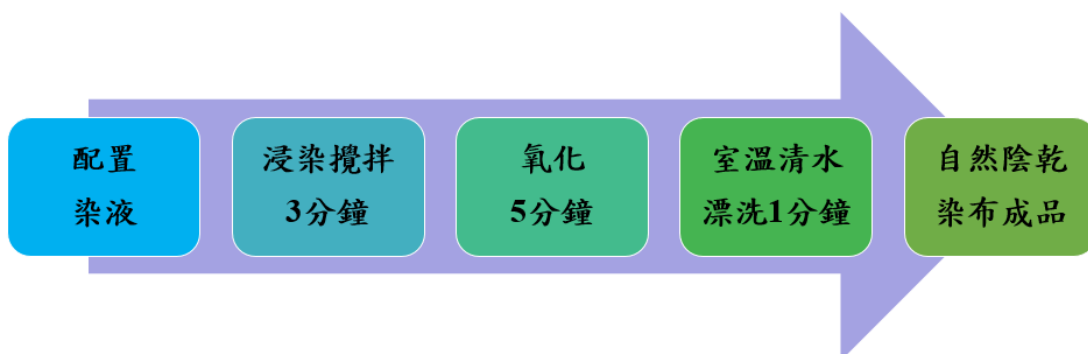 配置
染液
浸染攪拌
3分鐘
氧化
5分鐘
室溫清水
漂洗1分鐘
自然陰乾
染布成品